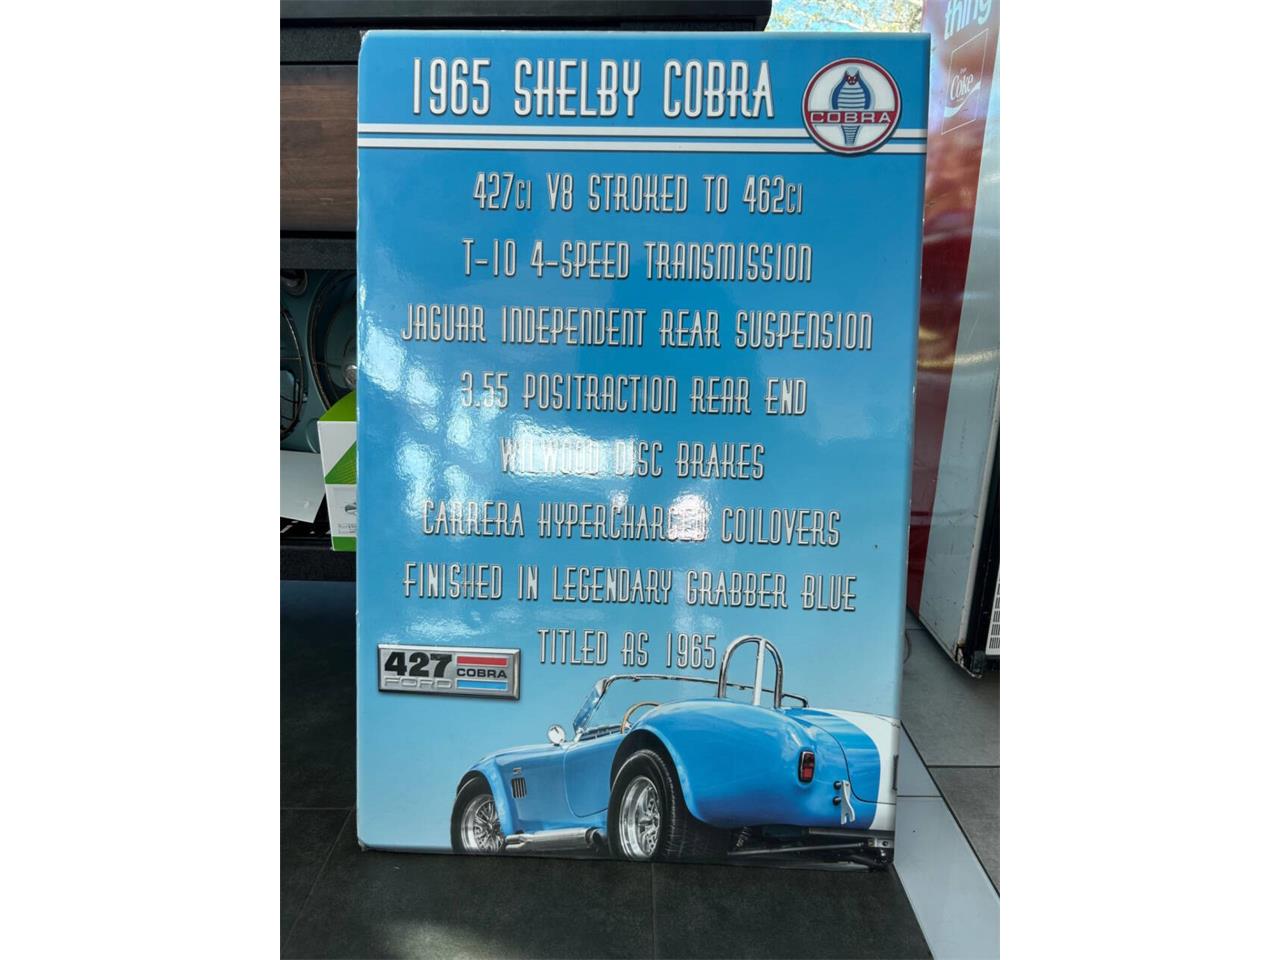 thing
Coke
1965 SHELBY COBRA
COBRA
427CI V8 STROKED TO 462CI
T-10 4-SPEED TRANSMISSION
JAGUAR INDEPENDENT REAR SUSPENSION
3.55 POSITRACTION REAR END
WILWOOD DISC BRAKES
CARRERA HYPERCHARGED COILOVERS
FINISHED IN LEGENDARY GRABBER BLUE
TITLED AS 1965
427 COBRA
FORD